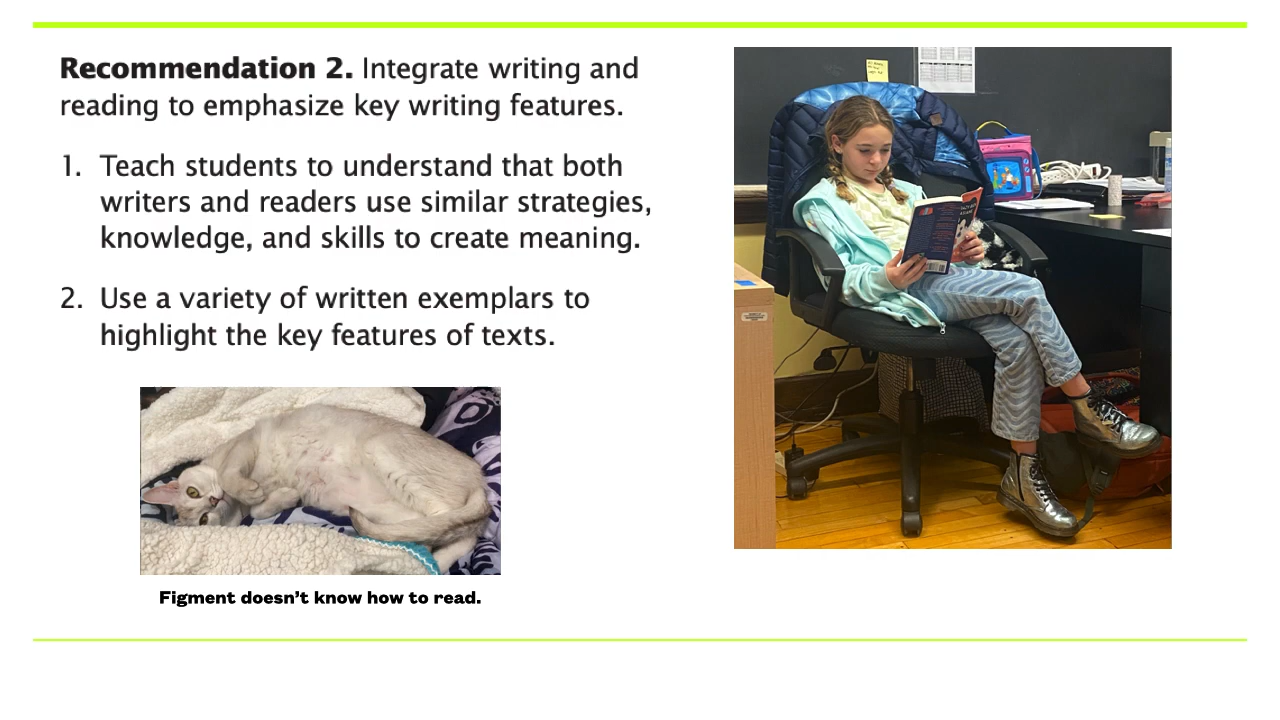 Recommendation 2. Integrate writing and
reading to emphasize key writing features.
1. Teach students to understand that both
writers and readers use similar strategies,
knowledge, and skills to create meaning.
2. Use a variety of written exemplars to
highlight the key features of texts.
Figment doesn’t know how to read.